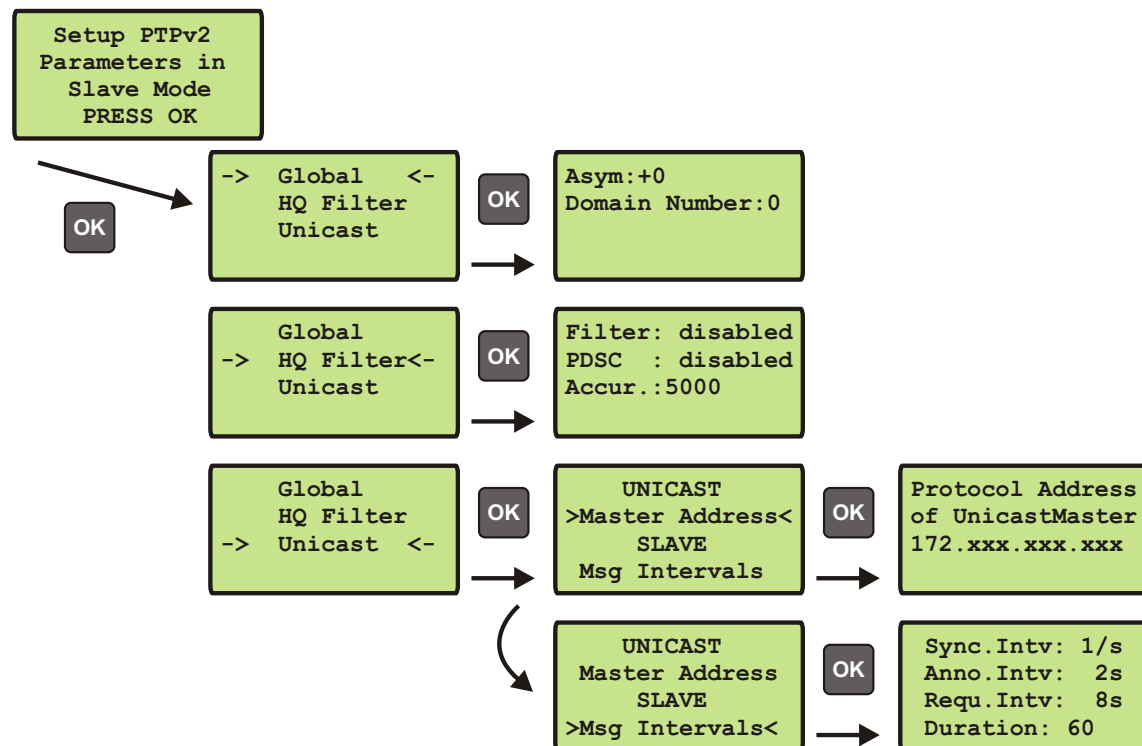 Setup PTPv2
Parameters in
Slave Mode
PRESS OK
OK
-> Global <-
HQ Filter
Unicast
OK
Asym:+0
Domain Number:0
Global
-> HQ Filter<-
Unicast
OK
Filter: disabled
PDSC : disabled
Accur.:5000
Global
HQ Filter
-> Unicast <-
OK
UNICAST
>Master Address<
SLAVE
Msg Intervals
OK
Protocol Address
of UnicastMaster
172.xxx.xxx.xxx
UNICAST
Master Address
SLAVE
>Msg Intervals<
OK
Sync.Intv: 1/s
Anno.Intv: 2s
Requ.Intv: 8s
Duration: 60